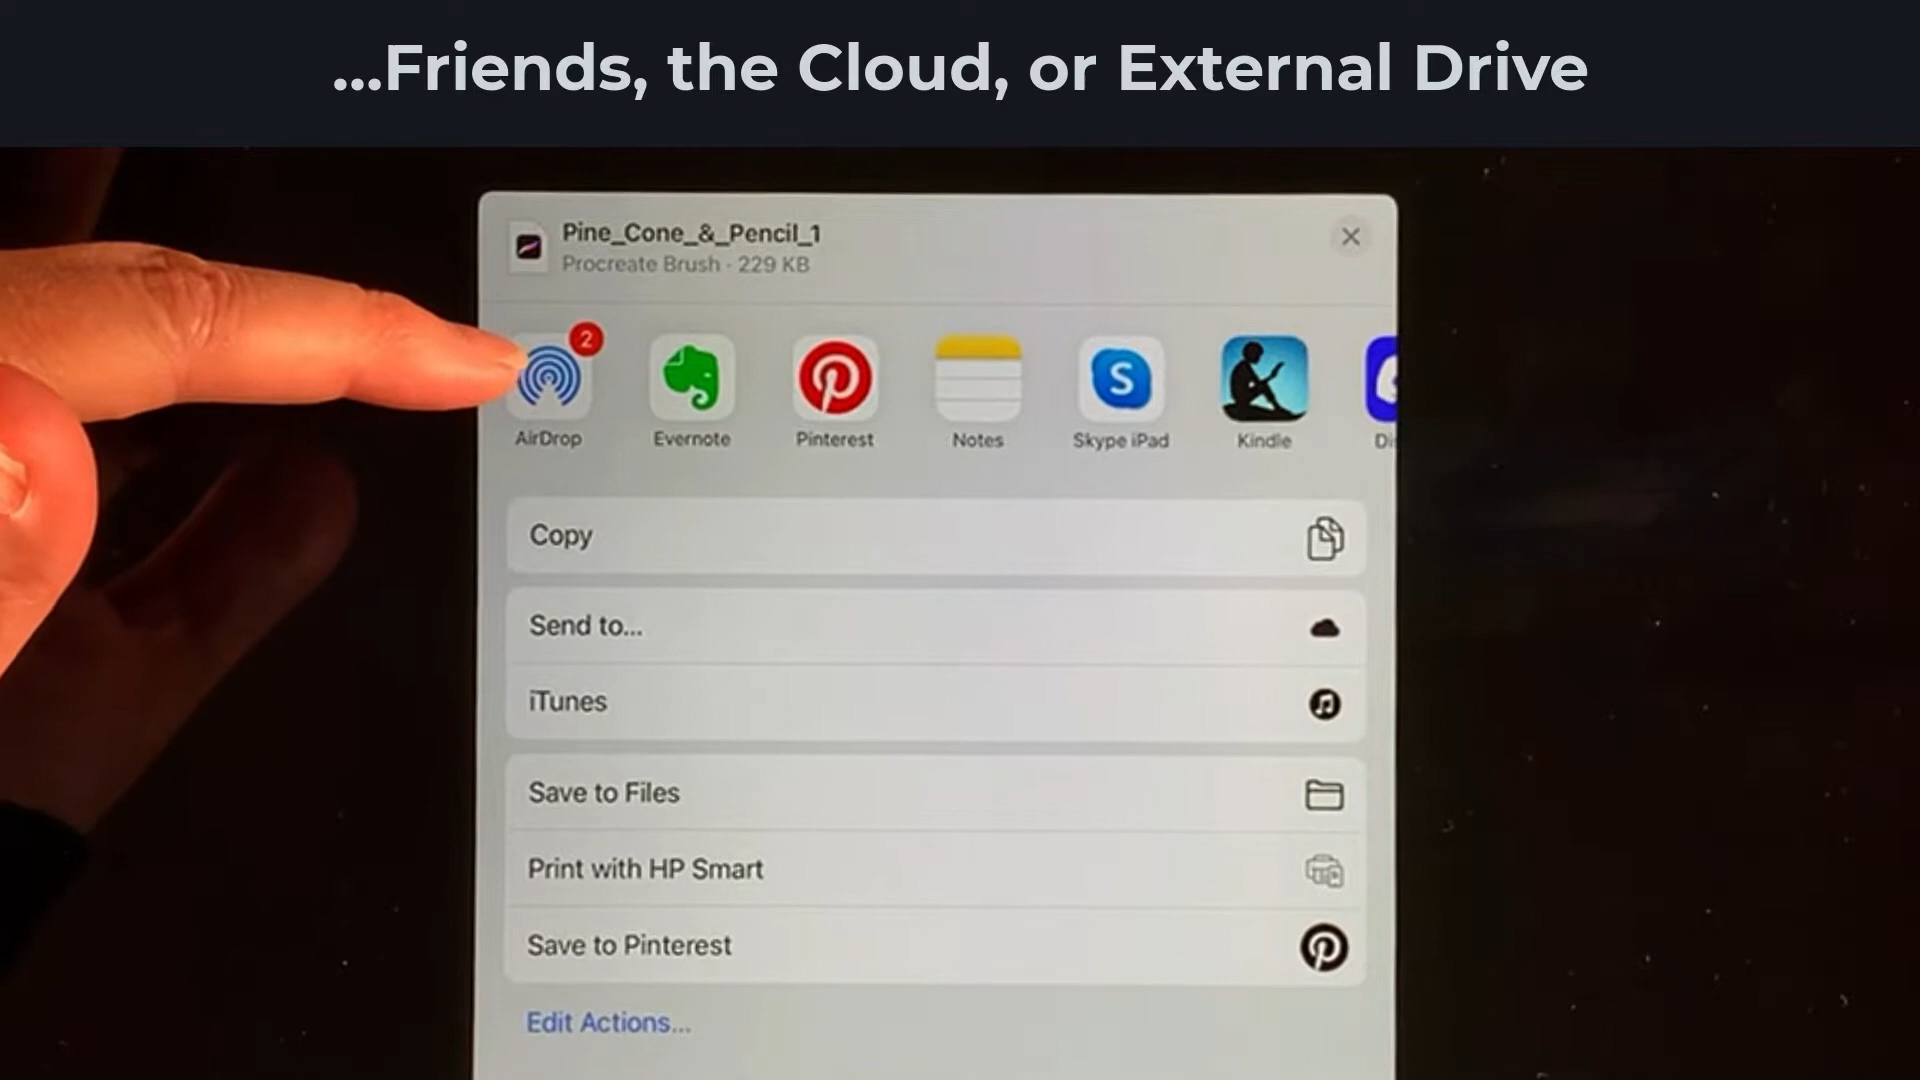 ...Friends, the Cloud, or External Drive
Pine_Cone_&_Pencil_1
Procreate Brush · 229 KB
2
AirDrop
Evernote
Pinterest
Notes
Skype iPad
Kindle
Copy
Send to...
iTunes
Save to Files
Print with HP Smart
Save to Pinterest
Edit Actions...